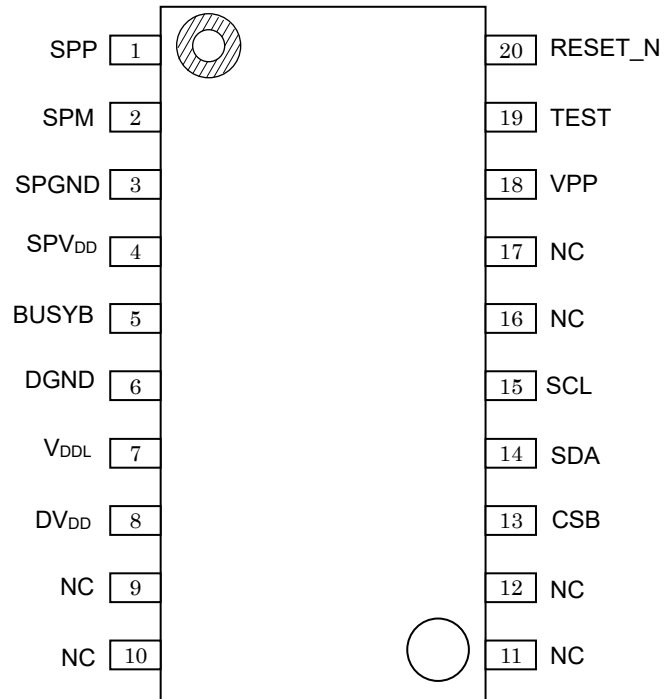 SPP 1 20 RESET_N
SPM 2 19 TEST
SPGND 3 18 VPP
SPVDD 4 17 NC
BUSYB 5 16 NC
DGND 6 15 SCL
VDDL 7 14 SDA
DVDD 8 13 CSB
NC 9 12 NC
NC 10 11 NC